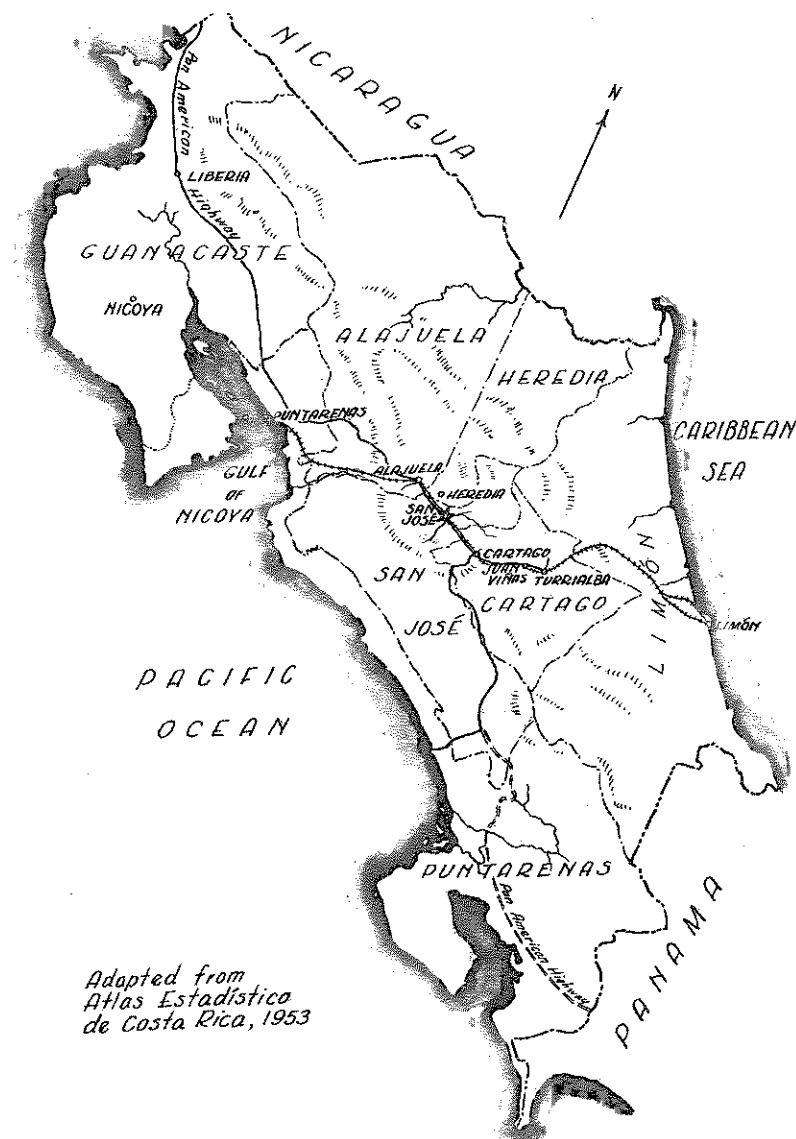 NICARAGUA
N
Pan American
Highway
LIBERIA
GUANACASTE
NICOYA
ALAJUELA
HEREDIA
PUNTARENAS
CARIBBEAN
SEA
GULF
OF
NICOYA
ALAJUELA
HEREDIA
SAN
JOSÉ
CARTAGO
JUAN
VIÑAS
TURRIALBA
SAN
JOSÉ
CARTAGO
LIMÓN
LIMÓN
PACIFIC
OCEAN
PUNTARENAS
Pan American Highway
PANAMA
Adapted from
Atlas Estadístico
de Costa Rica, 1953